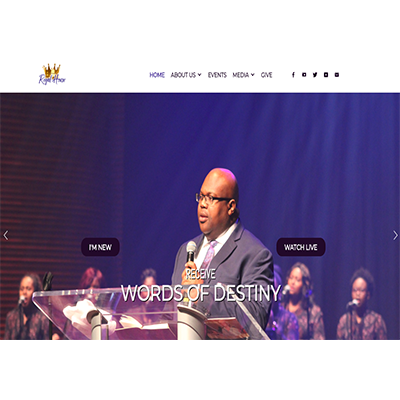 Royal House
HOME ABOUT US EVENTS MEDIA GIVE
I'M NEW
WATCH LIVE
RECEIVE
WORDS OF DESTINY